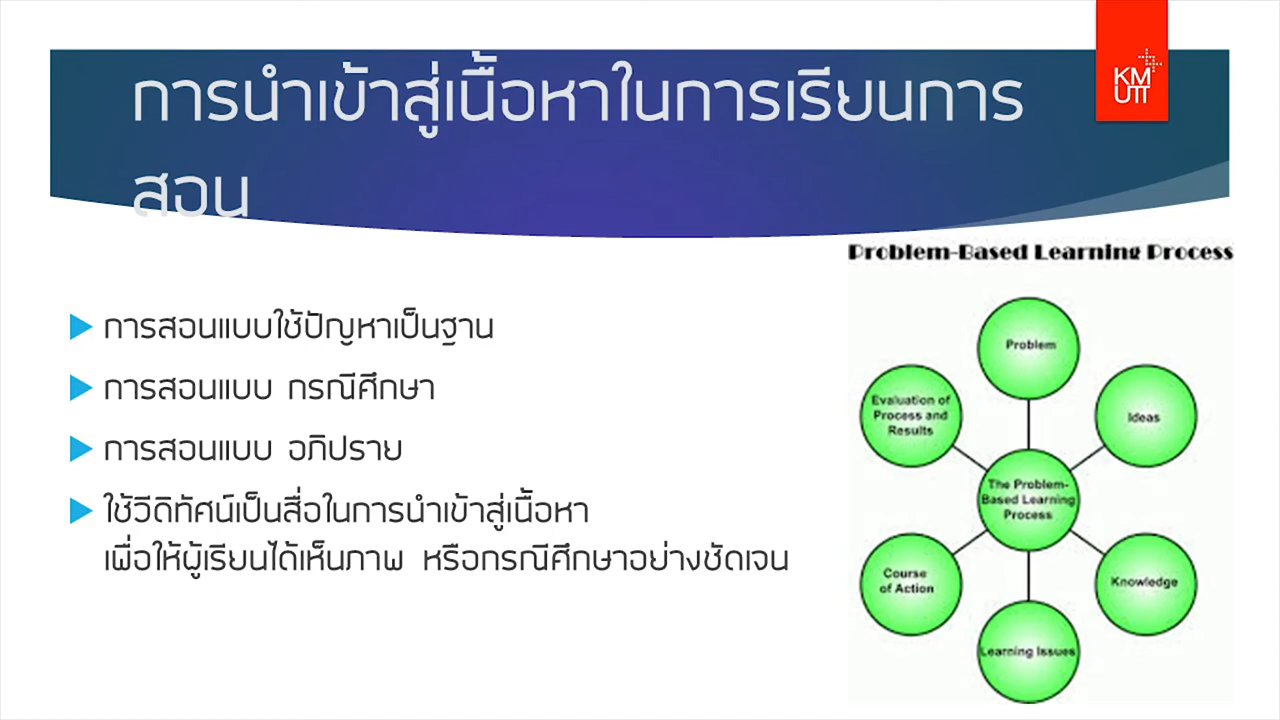 การนำเข้าสู่เนื้อหาในการเรียนการ
สอน
KM
UTT
Problem-Based Learning Process
การสอนแบบใช้ปัญหาเป็นฐาน
การสอนแบบ กรณีศึกษา
การสอนแบบ อภิปราย
ใช้วีดิทัศน์เป็นสื่อในการนำเข้าสู่เนื้อหา
เพื่อให้ผู้เรียนได้เห็นภาพ หรือกรณีศึกษาอย่างชัดเจน
Problem
Ideas
Knowledge
Learning Issues
Course
of Action
Evaluation of
Process and
Results
The Problem-
Based Learning
Process